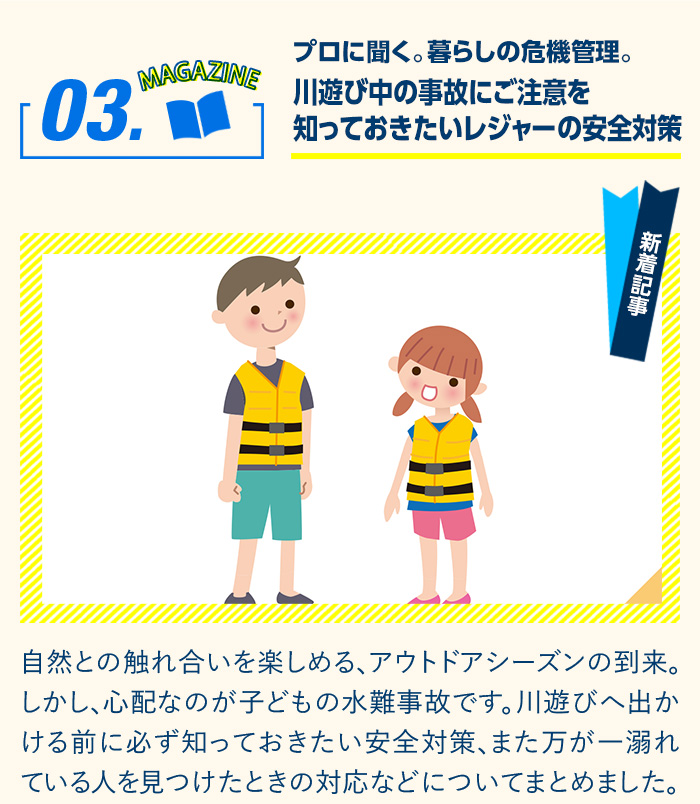 03.
MAGAZINE
プロに聞く。暮らしの危機管理。
川遊び中の事故にご注意を
知っておきたいレジャーの安全対策
新着記事
自然との触れ合いを楽しめる、アウトドアシーズンの到来。
しかし、心配なのが子どもの水難事故です。川遊びへ出か
ける前に必ず知っておきたい安全対策、また万が一溺れ
ている人を見つけたときの対応などについてまとめました。